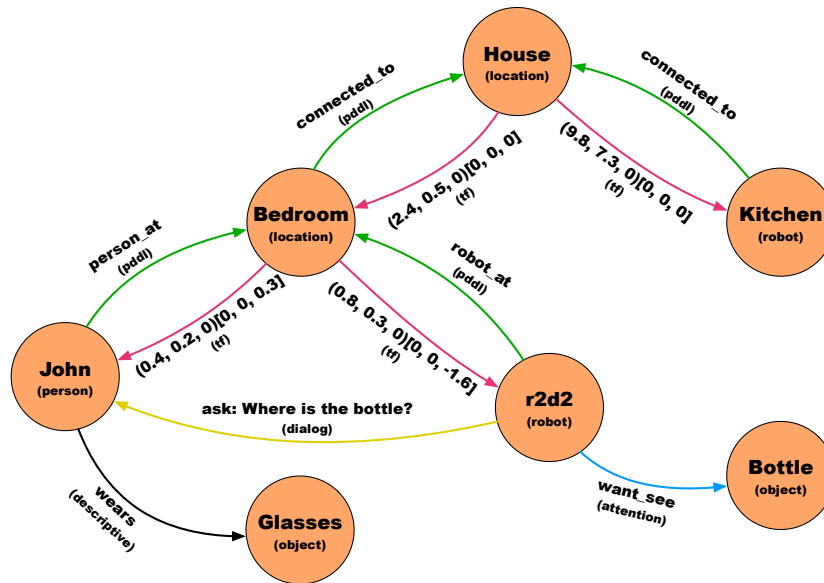 House
(location)
connected_to
(pddl)
connected_to
(pddl)
(2.4, 0.5, 0)[0, 0, 0]
(tf)
(9.8, 7.3, 0)[0, 0, 0]
(tf)
Bedroom
(location)
Kitchen
(robot)
person_at
(pddl)
robot_at
(pddl)
(0.4, 0.2, 0)[0, 0, 0.3]
(tf)
(0.8, 0.3, 0)[0, 0, -1.6]
(tf)
John
(person)
r2d2
(robot)
ask: Where is the bottle?
(dialog)
Bottle
(object)
want_see
(attention)
wears
(descriptive)
Glasses
(object)